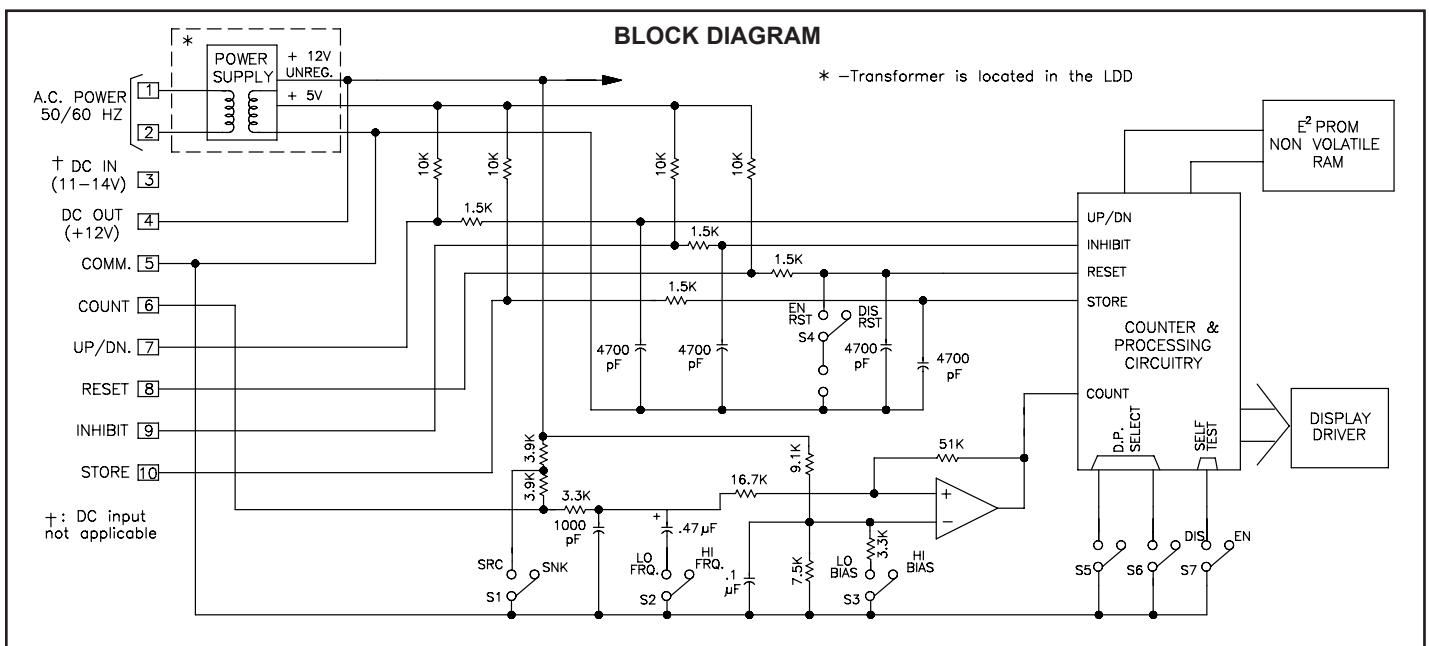 BLOCK DIAGRAM
* –Transformer is located in the LDD
*
POWER
SUPPLY
+ 12V
UNREG.
+ 5V
A.C. POWER
50/60 HZ
1
2
† DC IN
(11–14V)
3
DC OUT
(+12V)
4
COMM.
5
COUNT
6
UP/DN.
7
RESET
8
INHIBIT
9
STORE
10
+: DC input
not applicable
10K
10K
10K
10K
1.5K
1.5K
1.5K
1.5K
4700
pF
4700
pF
EN
RST
DIS
RST
S4
4700
pF
4700
pF
E² PROM
NON VOLATILE
RAM
UP/DN
INHIBIT
RESET
STORE
COUNTER &
PROCESSING
CIRCUITRY
COUNT
D.P.
SELECT
SELF
TEST
DISPLAY
DRIVER
3.9K
3.9K
3.3K
1000
pF
+
.47µF
16.7K
9.1K
51K
+
−
SRC
SNK
S1
LO
FRQ.
HI
FRQ.
S2
.1
µF
7.5K
3.3K
LO
BIAS
HI
BIAS
S3
S5
S6
DIS
EN
S7